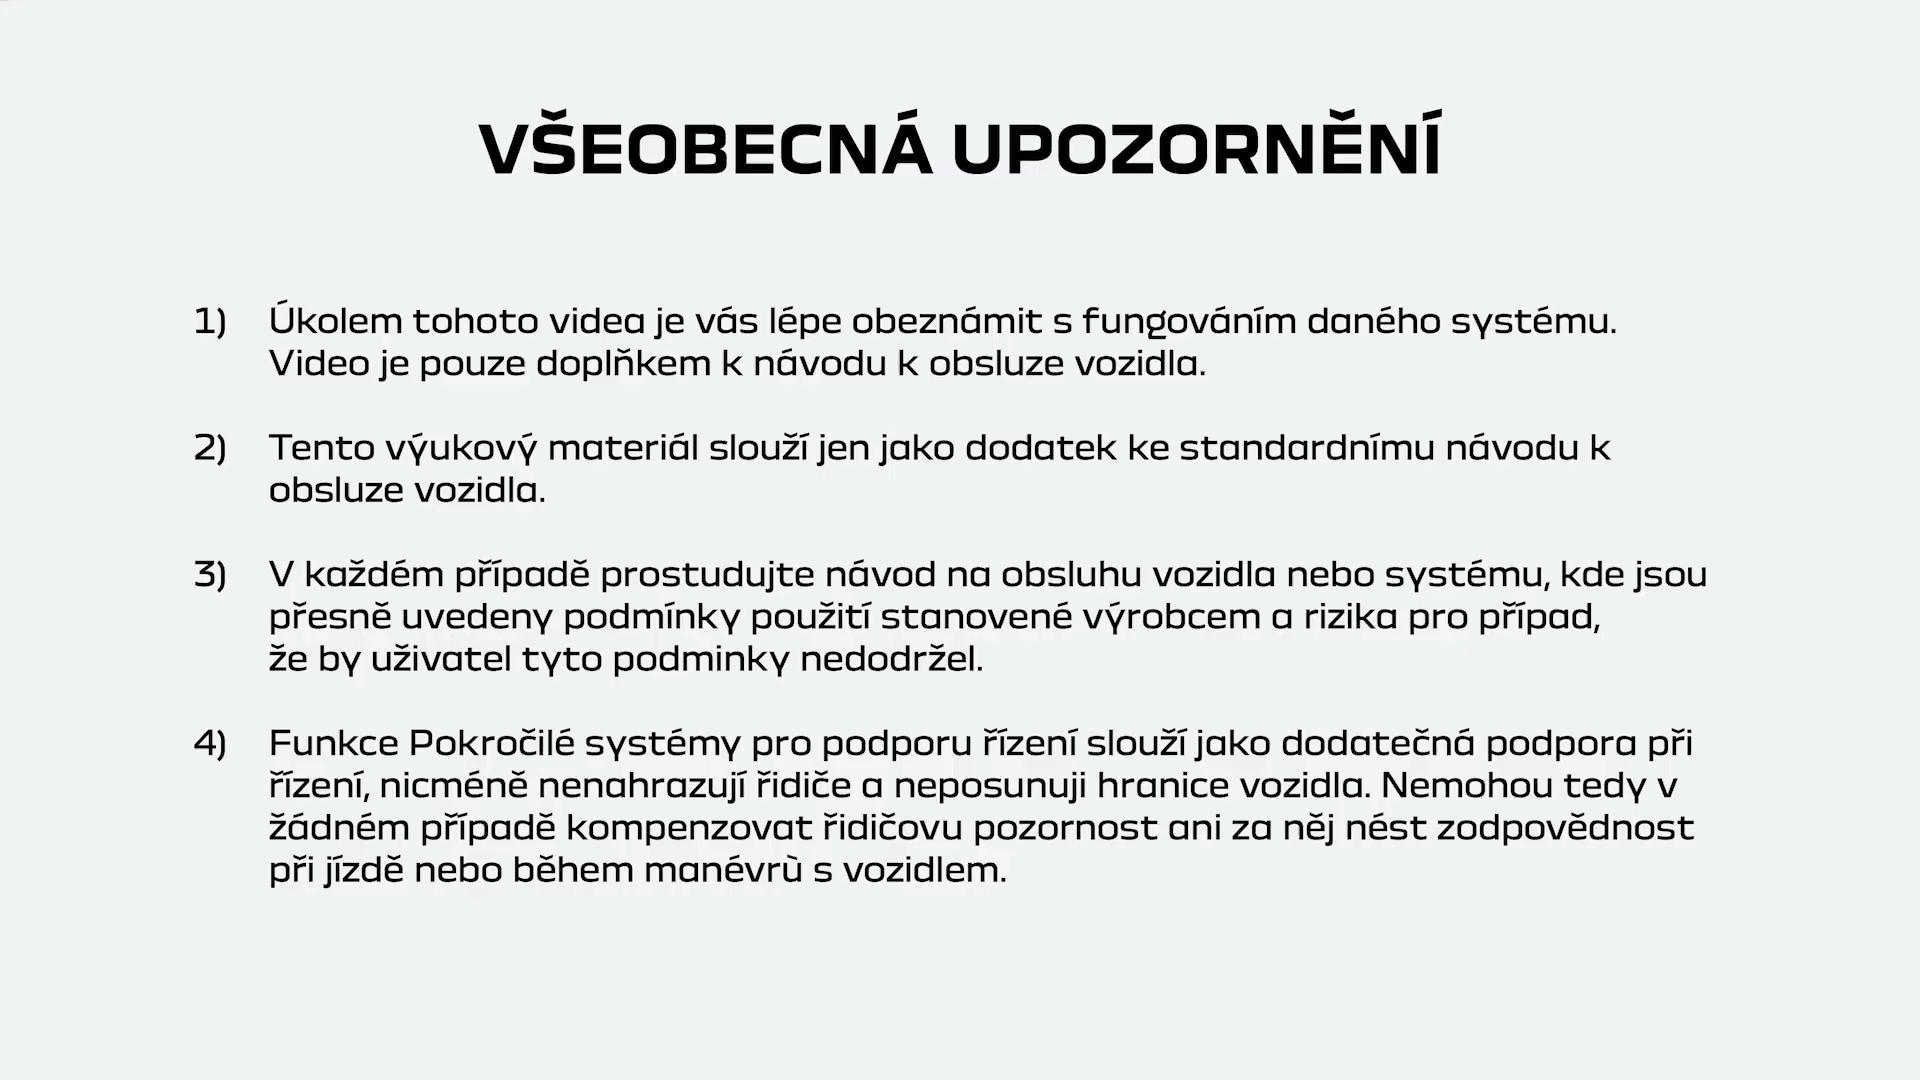 VŠEOBECNÁ UPOZORNĚNÍ
1) Úkolem tohoto videa je vás lépe obeznámit s fungováním daného systému.
Video je pouze doplňkem k návodu k obsluze vozidla.
2) Tento výukový materiál slouží jen jako dodatek ke standardnímu návodu k
obsluze vozidla.
3) V každém případě prostudujte návod na obsluhu vozidla nebo systému, kde jsou
přesně uvedeny podmínky použití stanovené výrobcem a rizika pro případ,
že by uživatel tyto podminky nedodržel.
4) Funkce Pokročilé systémy pro podporu řízení slouží jako dodatečná podpora při
řízení, nicméně nenahrazují řidiče a neposunuji hranice vozidla. Nemohou tedy v
žádném případě kompenzovat řidičovu pozornost ani za něj nést zodpovědnost
při jízdě nebo během manévrù s vozidlem.